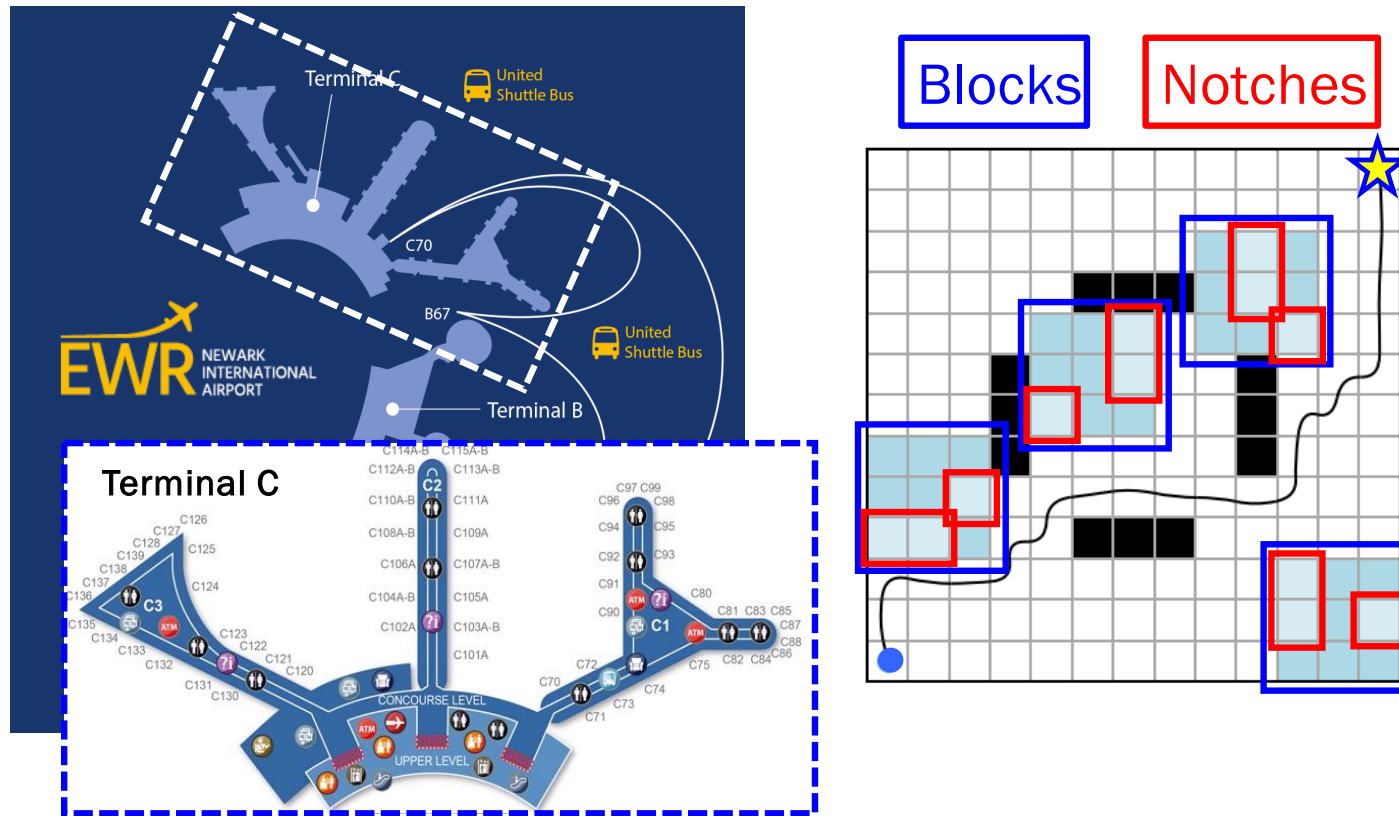 Terminal C
United
Shuttle Bus
C70
B67
EWR
NEWARK
INTERNATIONAL
AIRPORT
United
Shuttle Bus
Terminal B
Terminal C
C114A-B C115A-B
C112A-B C113A-B
C2
C110A-B C111A
C108A-B C109A
C106A C107A-B
C104A-B C105A
C102A ?i C103A-B
C101A
C126
C127
C128 C125
C139
C138 C124
C137
C136 C3
C135 ATM
C134 C123
C133 ?i C122
C132 C121
C131 C120
C130
C97 C99
C96 C98
C94 C95
C92 C93
C91 C80
ATM ?i
C90 C1
C81 C83 C85
C87
ATM C88
C82 C84 C86
C75
C72
C70 C74
C73
C71
CONCOURSE LEVEL
ATM
UPPER LEVEL
Blocks
Notches